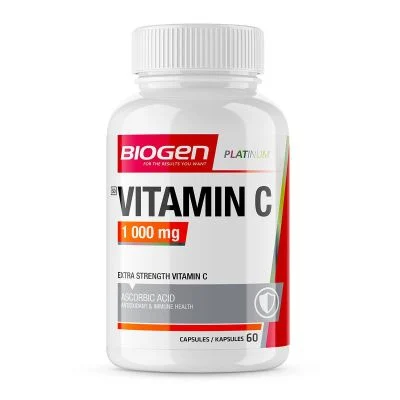 BIOGEN
FOR THE RESULTS YOU WANT
PLATINUM
VITAMIN C
1 000 mg
EXTRA STRENGTH VITAMIN C
ASCORBIC ACID
ANTIOXIDANT & IMMUNE HEALTH
CAPSULES / KAPSULES 60